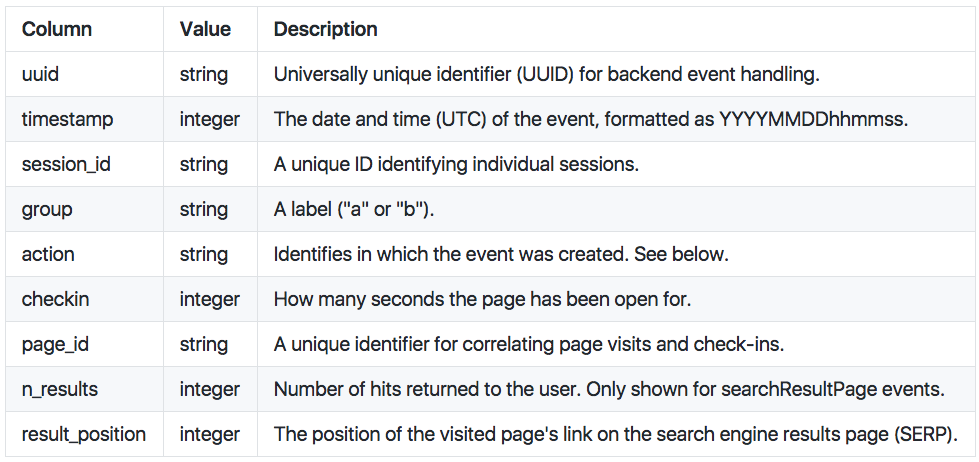 Column Value Description
uuid string Universally unique identifier (UUID) for backend event handling.
timestamp integer The date and time (UTC) of the event, formatted as YYYYMMDDhhmmss.
session_id string A unique ID identifying individual sessions.
group string A label ("a" or "b").
action string Identifies in which the event was created. See below.
checkin integer How many seconds the page has been open for.
page_id string A unique identifier for correlating page visits and check-ins.
n_results integer Number of hits returned to the user. Only shown for searchResultPage events.
result_position integer The position of the visited page's link on the search engine results page (SERP).